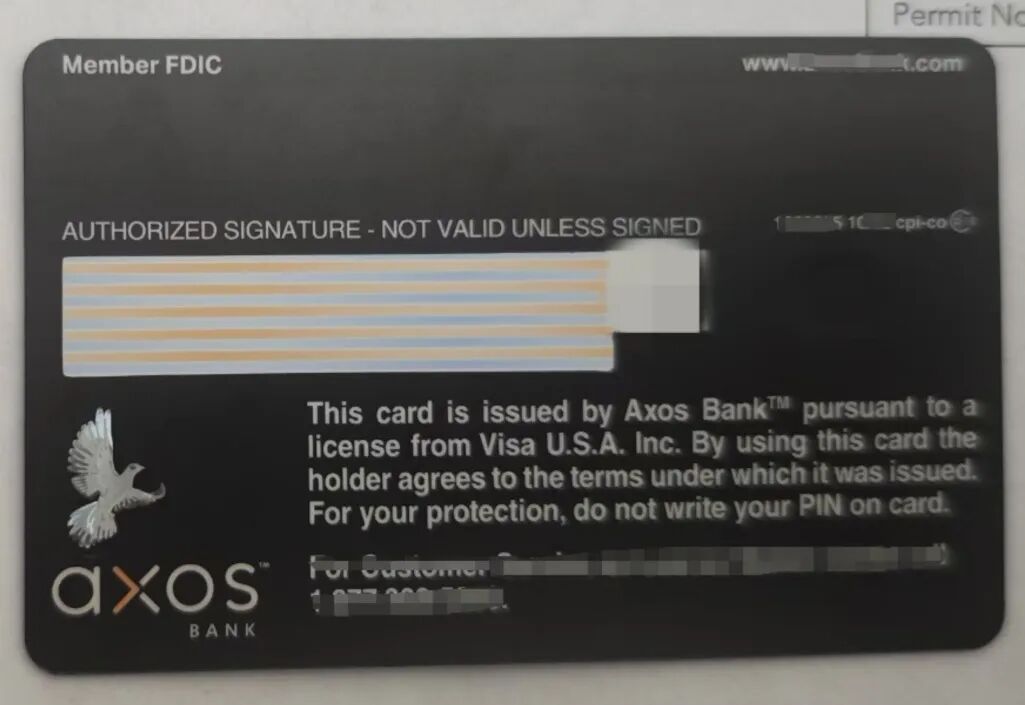 Permit No
Member FDIC
AUTHORIZED SIGNATURE - NOT VALID UNLESS SIGNED
cpi-co
This card is issued by Axos Bank™ pursuant to a
license from Visa U.S.A. Inc. By using this card the
holder agrees to the terms under which it was issued.
For your protection, do not write your PIN on card.
For Customer
axos™
BANK